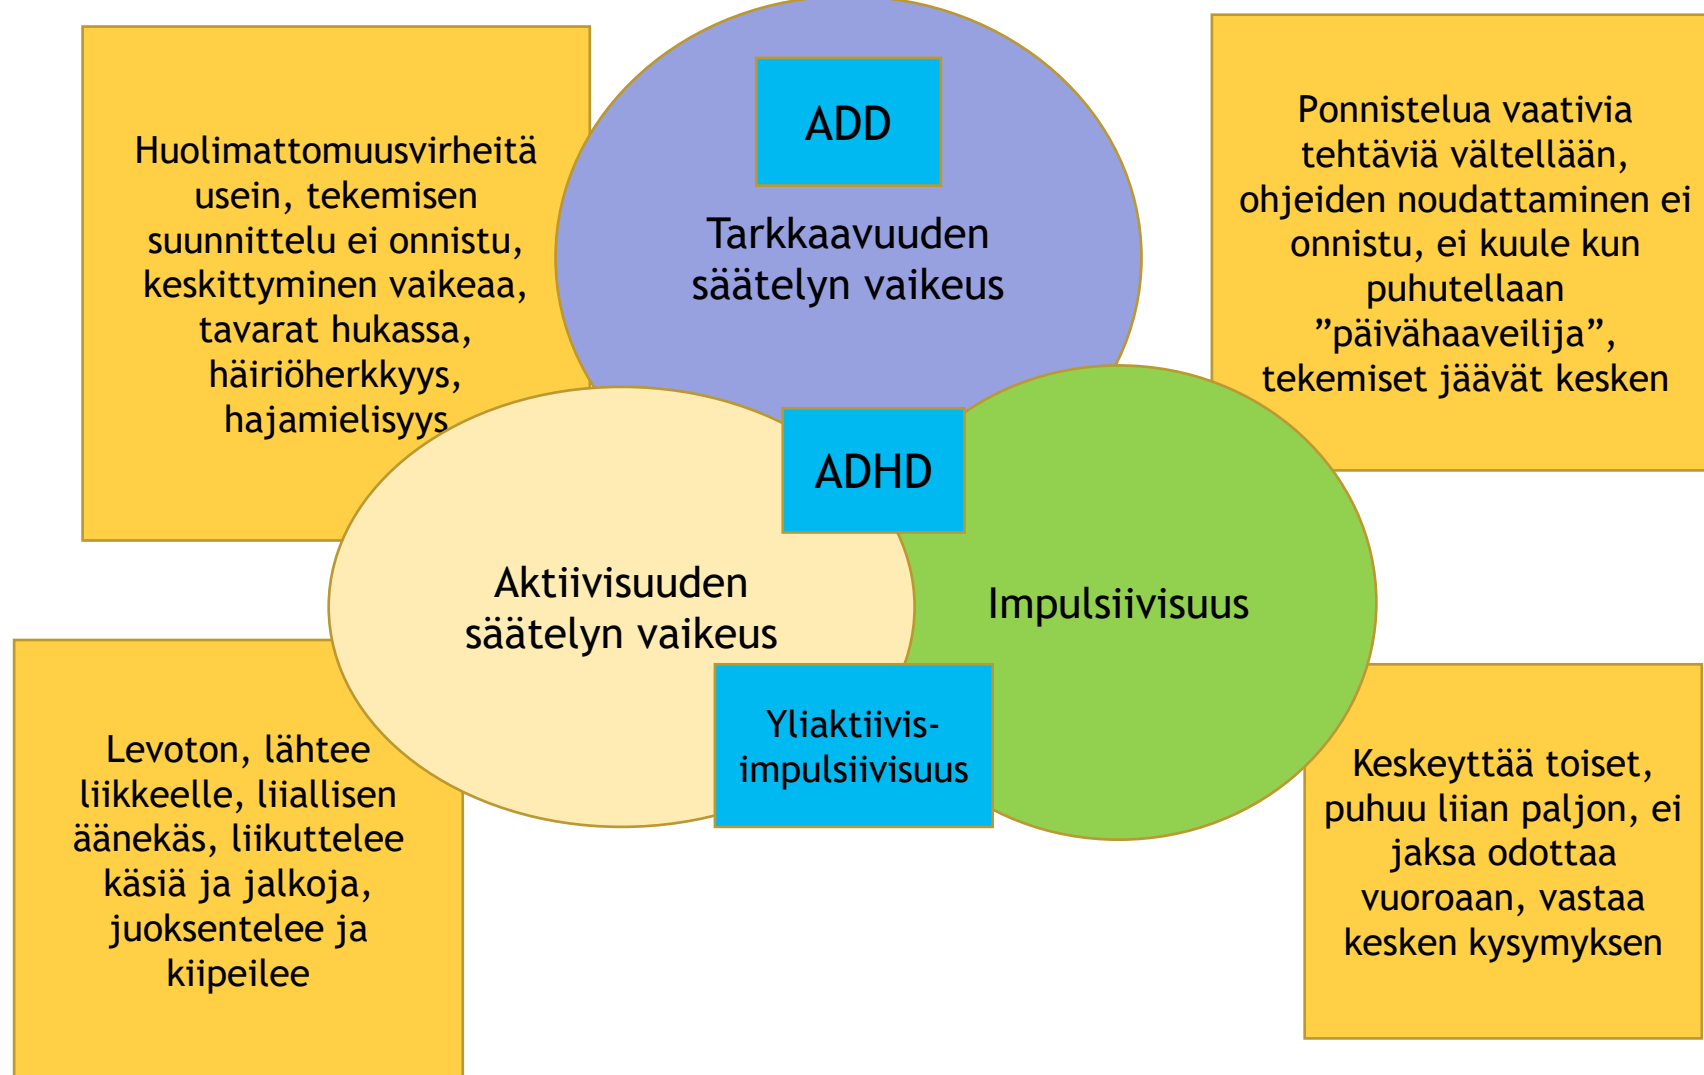 Huolimattomuusvirheitä
usein, tekemisen
suunnittelu ei onnistu,
keskittyminen vaikeaa,
tavarat hukassa,
häiriöherkkyys,
hajamielisyys
ADD
Tarkkaavuuden
säätelyn vaikeus
Ponnistelua vaativia
tehtäviä vältellään,
ohjeiden noudattaminen ei
onnistu, ei kuule kun
puhutellaan
”päivähaaveilija”,
tekemiset jäävät kesken
ADHD
Aktiivisuuden
säätelyn vaikeus
Impulsiivisuus
Yliaktiivis-
impulsiivisuus
Levoton, lähtee
liikkeelle, liiallisen
äänekäs, liikuttelee
käsiä ja jalkoja,
juoksentelee ja
kiipeilee
Keskeyttää toiset,
puhuu liian paljon, ei
jaksa odottaa
vuoroaan, vastaa
kesken kysymyksen